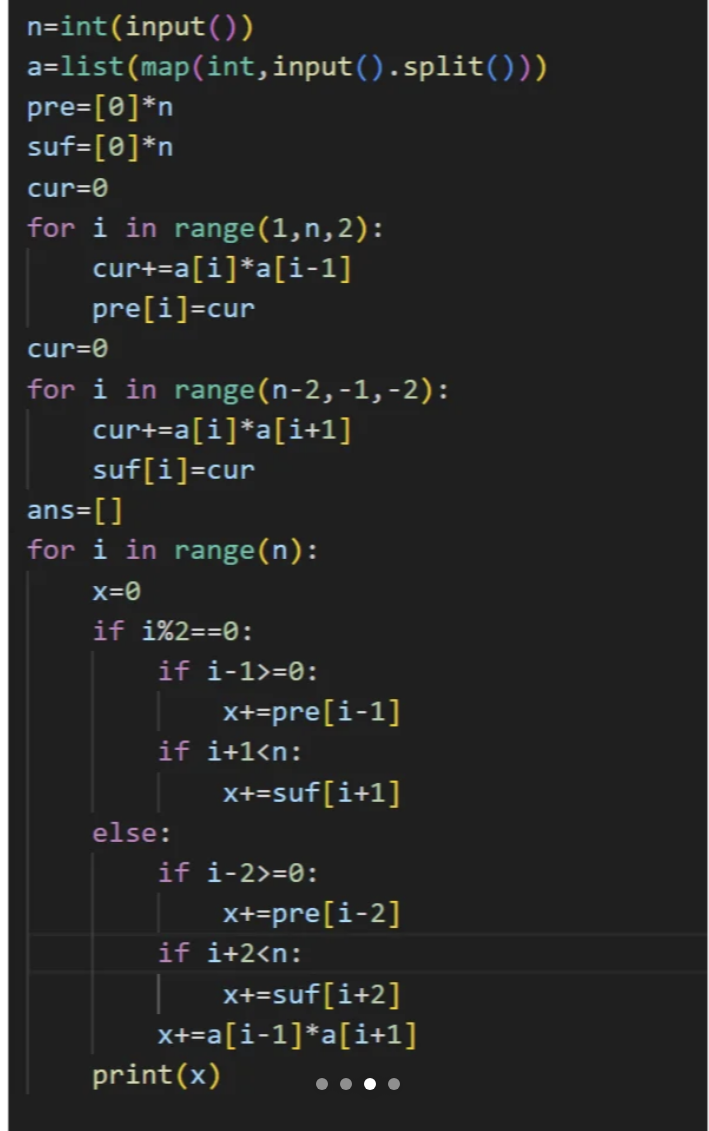 n=int(input())
a=list(map(int,input().split()))
pre=[0]*n
suf=[0]*n
cur=0
for i in range(1,n,2):
    cur+=a[i]*a[i-1]
    pre[i]=cur
cur=0
for i in range(n-2,-1,-2):
    cur+=a[i]*a[i+1]
    suf[i]=cur
ans=[]
for i in range(n):
    x=0
    if i%2==0:
        if i-1>=0:
            x+=pre[i-1]
        if i+1<n:
            x+=suf[i+1]
    else:
        if i-2>=0:
            x+=pre[i-2]
        if i+2<n:
            x+=suf[i+2]
        x+=a[i-1]*a[i+1]
    print(x)